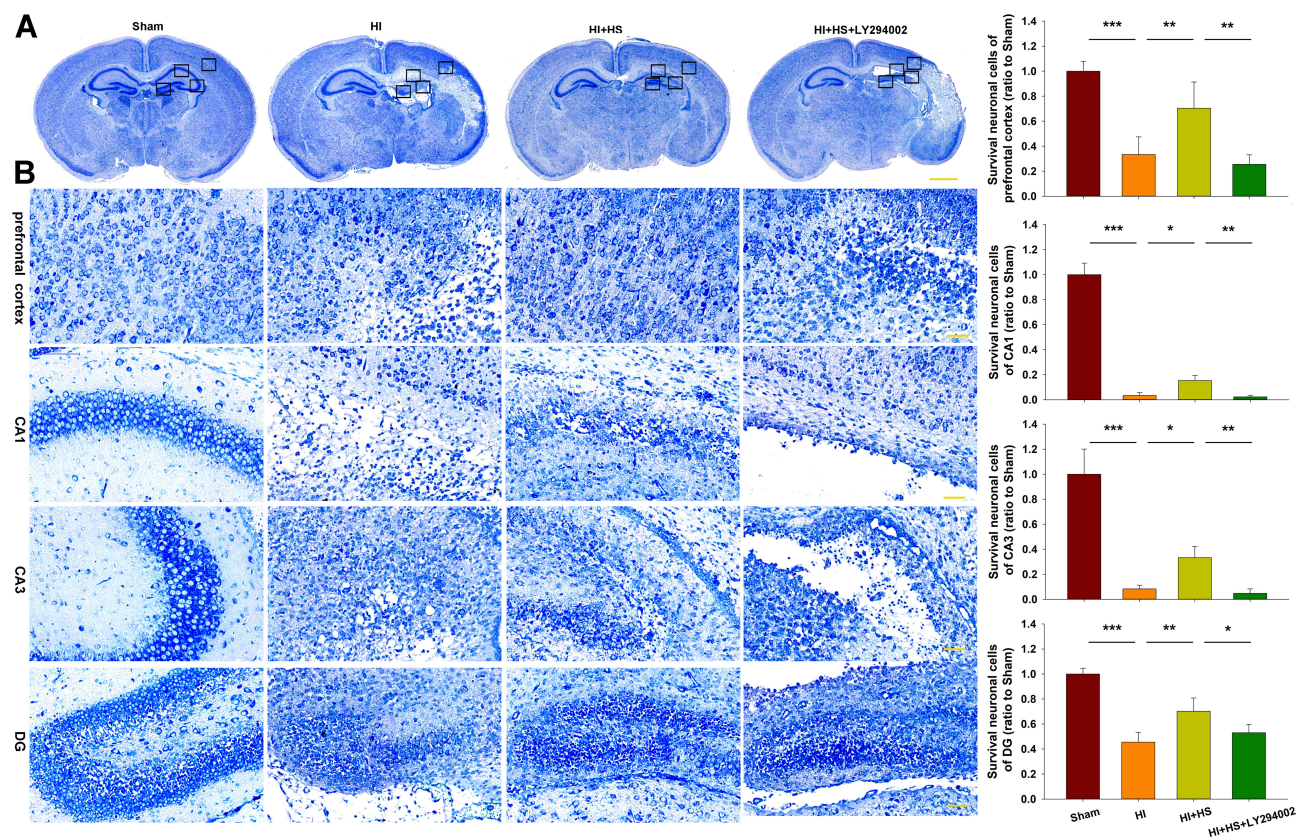 A
Sham
HI
HI+HS
HI+HS+LY294002
B
prefrontal cortex
CA1
CA3
DG
Survival neuronal cells of
prefrontal cortex (ratio to Sham)
1.4
1.2
1.0
0.8
0.6
0.4
0.2
0.0
***
**
**
Survival neuronal cells
of CA1 (ratio to Sham)
1.4
1.2
1.0
0.8
0.6
0.4
0.2
0.0
***
*
**
Survival neuronal cells
of CA3 (ratio to Sham)
1.4
1.2
1.0
0.8
0.6
0.4
0.2
0.0
***
*
**
Survival neuronal cells
of DG (ratio to Sham)
1.4
1.2
1.0
0.8
0.6
0.4
0.2
0.0
***
**
*
Sham
HI
HI+HS
HI+HS+LY294002